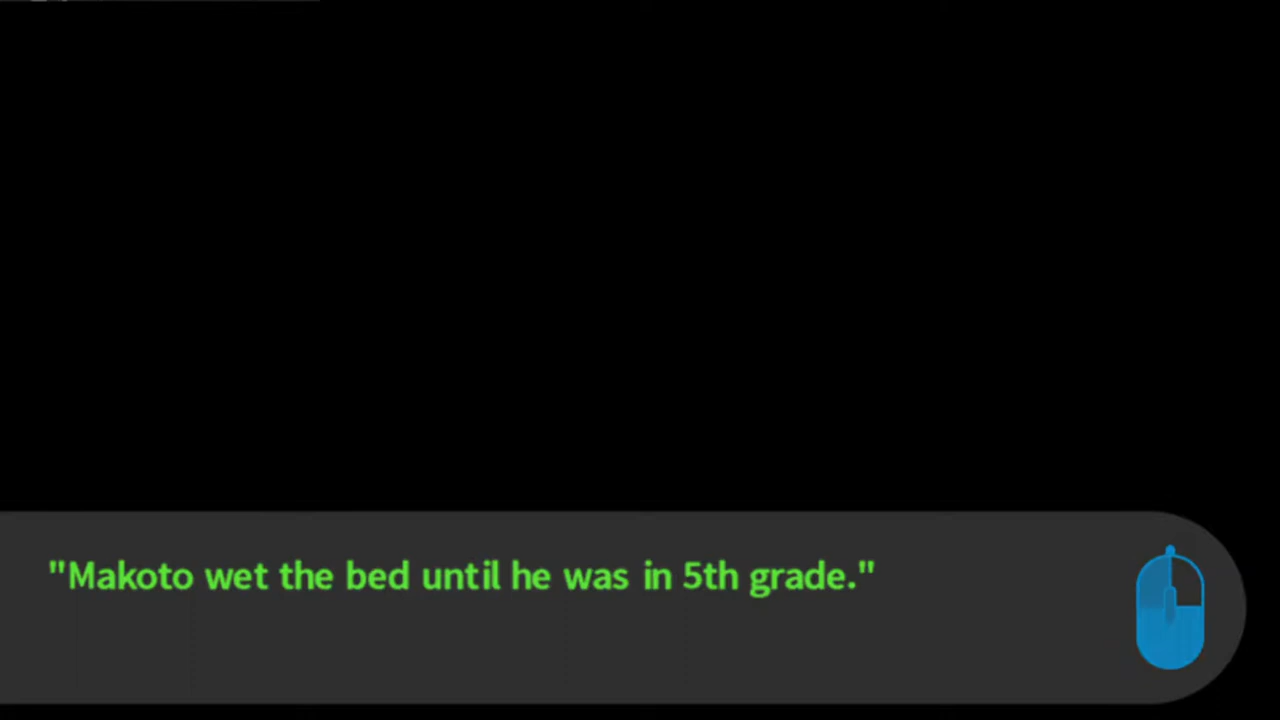 "Makoto wet the bed until he was in 5th grade."